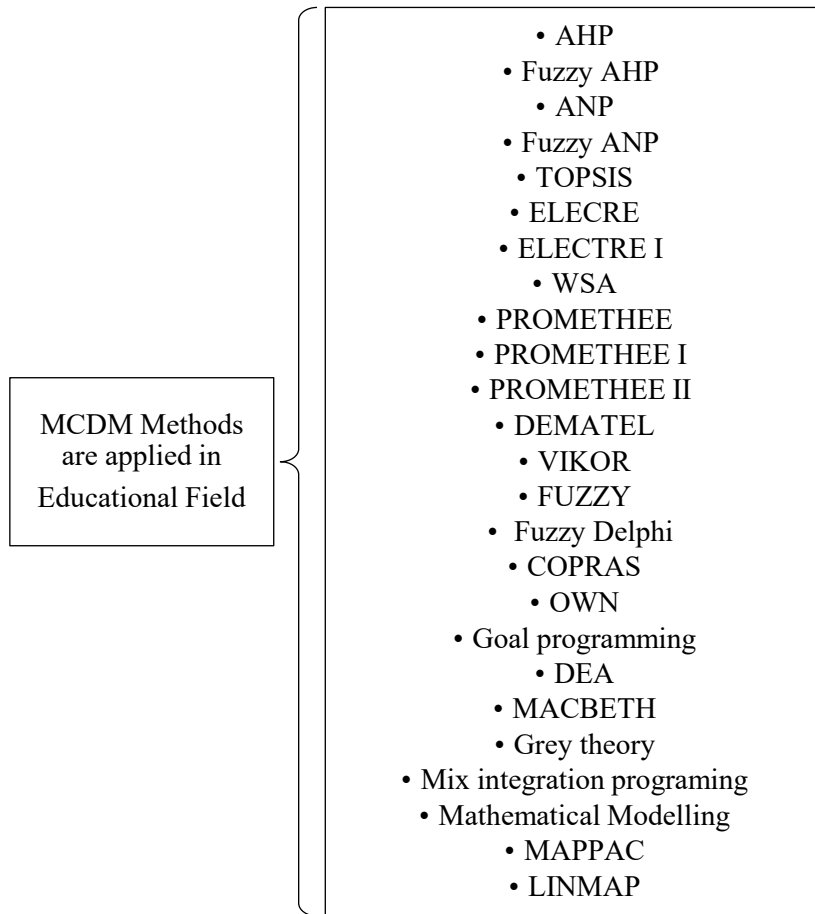 MCDM Methods
are applied in
Educational Field
• AHP
• Fuzzy AHP
• ANP
• Fuzzy ANP
• TOPSIS
• ELECRE
• ELECTRE I
• WSA
• PROMETHEE
• PROMETHEE I
• PROMETHEE II
• DEMATEL
• VIKOR
• FUZZY
• Fuzzy Delphi
• COPRAS
• OWN
• Goal programming
• DEA
• MACBETH
• Grey theory
• Mix integration programing
• Mathematical Modelling
• MAPPAC
• LINMAP